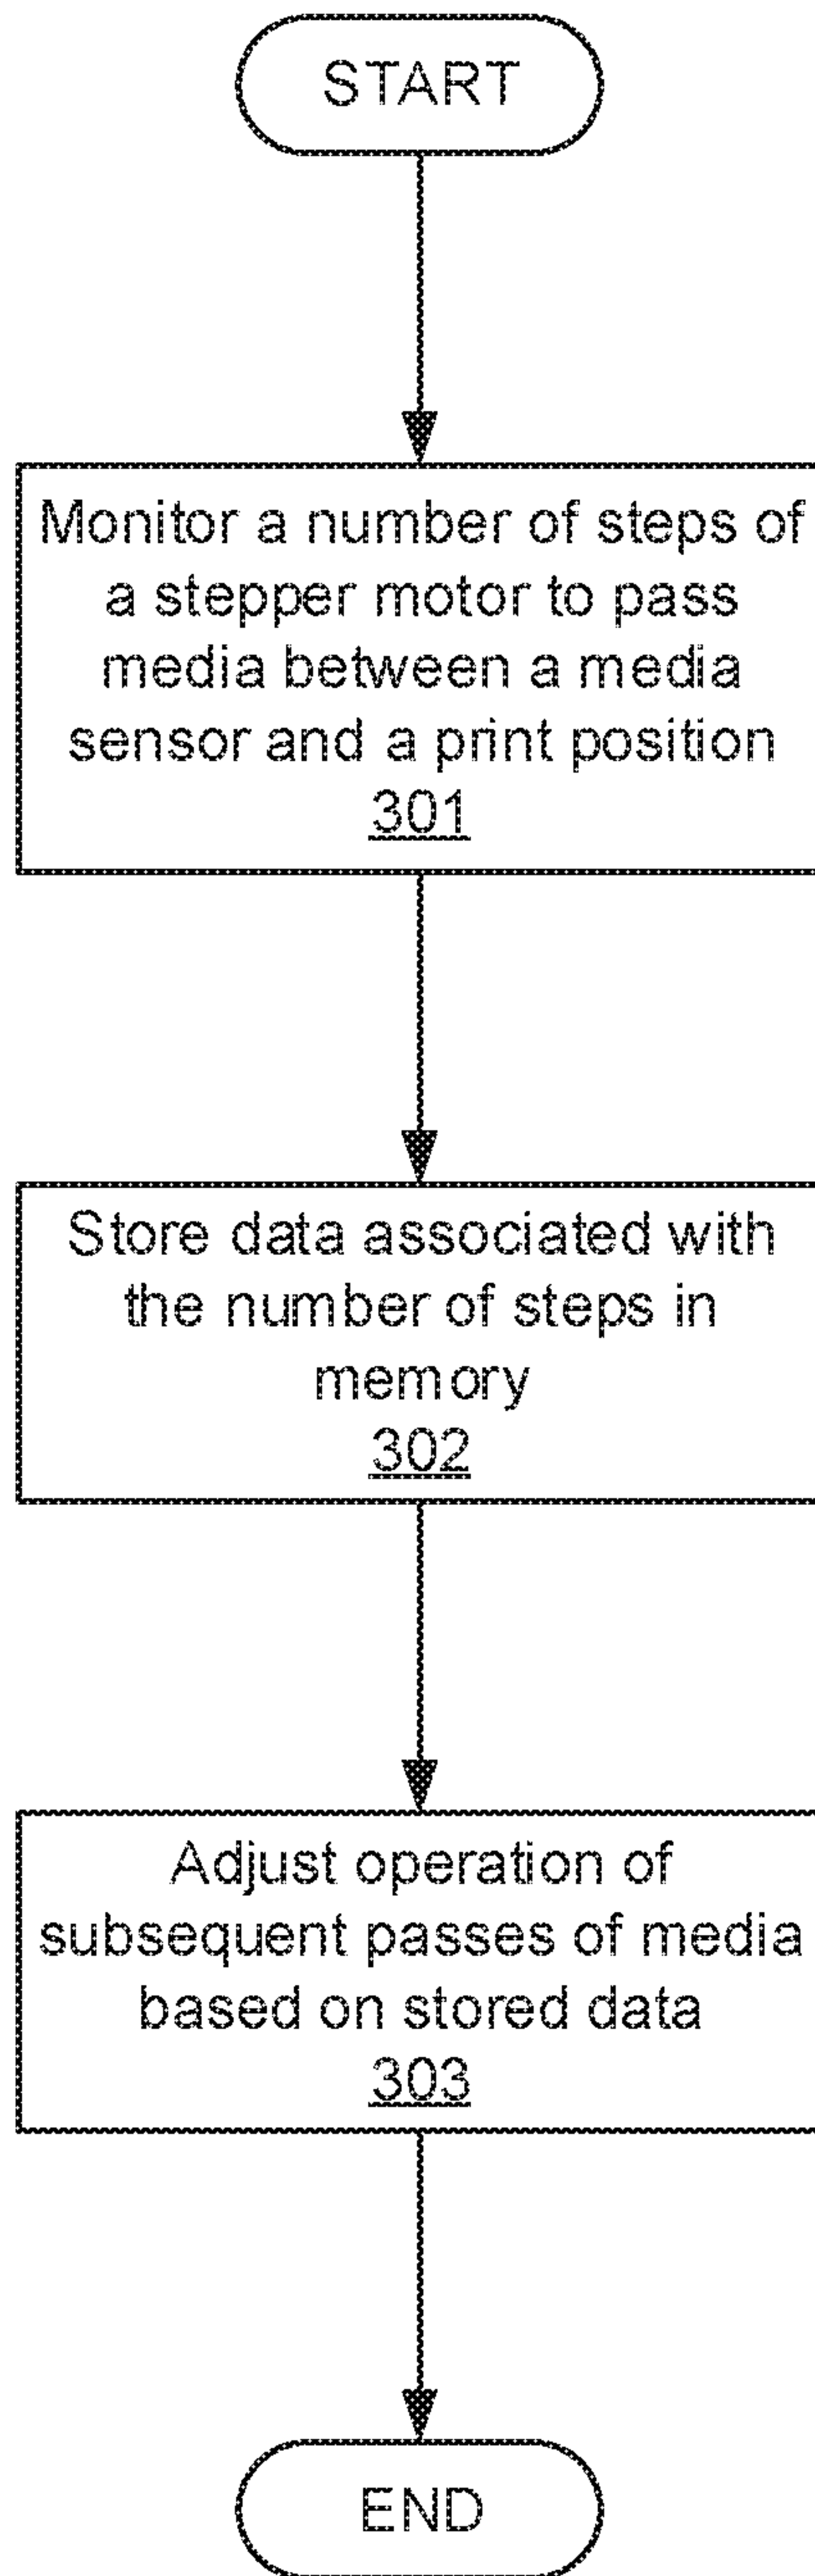 START
Monitor a number of steps of
a stepper motor to pass
media between a media
sensor and a print position
301
Store data associated with
the number of steps in
memory
302
Adjust operation of
subsequent passes of media
based on stored data
303
END